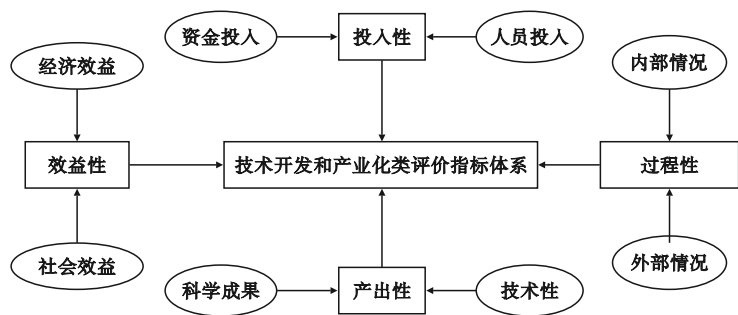 资金投入
投入性
人员投入
经济效益
内部情况
效益性
技术开发和产业化类评价指标体系
过程性
社会效益
外部情况
科学成果
产出性
技术性